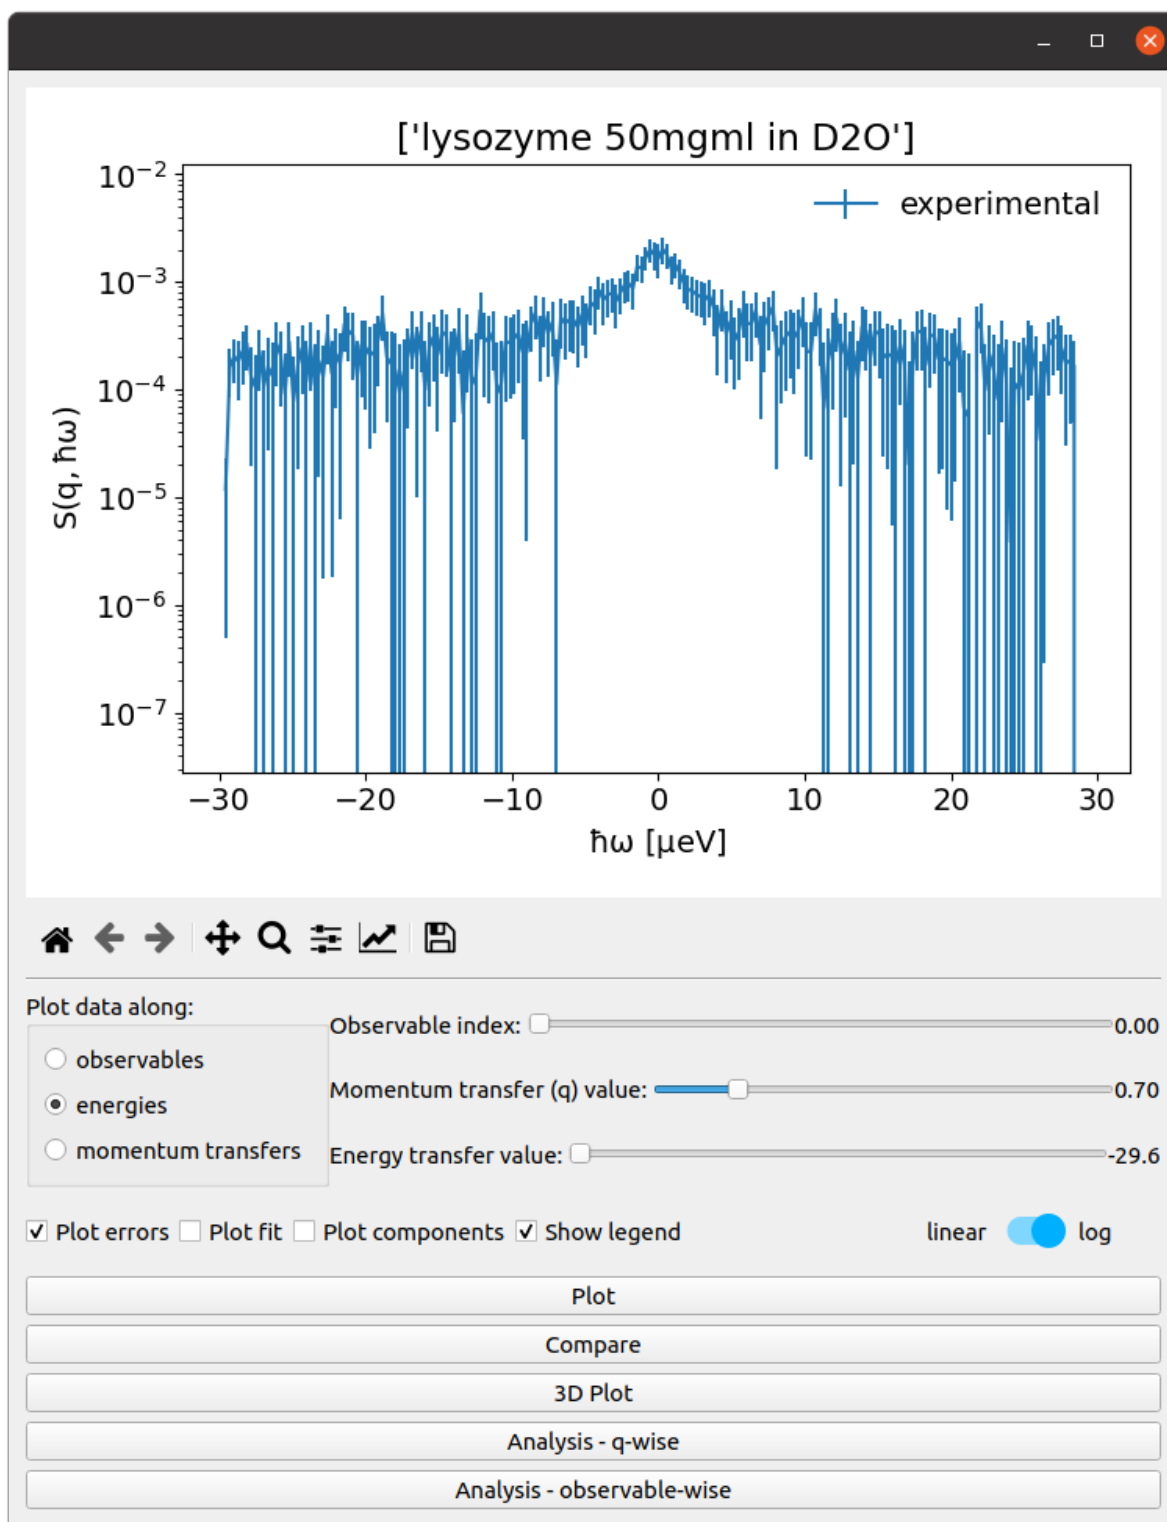 ['lysozyme 50mgml in D2O']
experimental
10⁻²
10⁻³
10⁻⁴
10⁻⁵
10⁻⁶
10⁻⁷
S(q, ħω)
−30 −20 −10 0 10 20 30
ħω [μeV]
Plot data along:
observables
energies
momentum transfers
Observable index: 0.00
Momentum transfer (q) value: 0.70
Energy transfer value: -29.6
Plot errors Plot fit Plot components Show legend linear log
Plot
Compare
3D Plot
Analysis - q-wise
Analysis - observable-wise